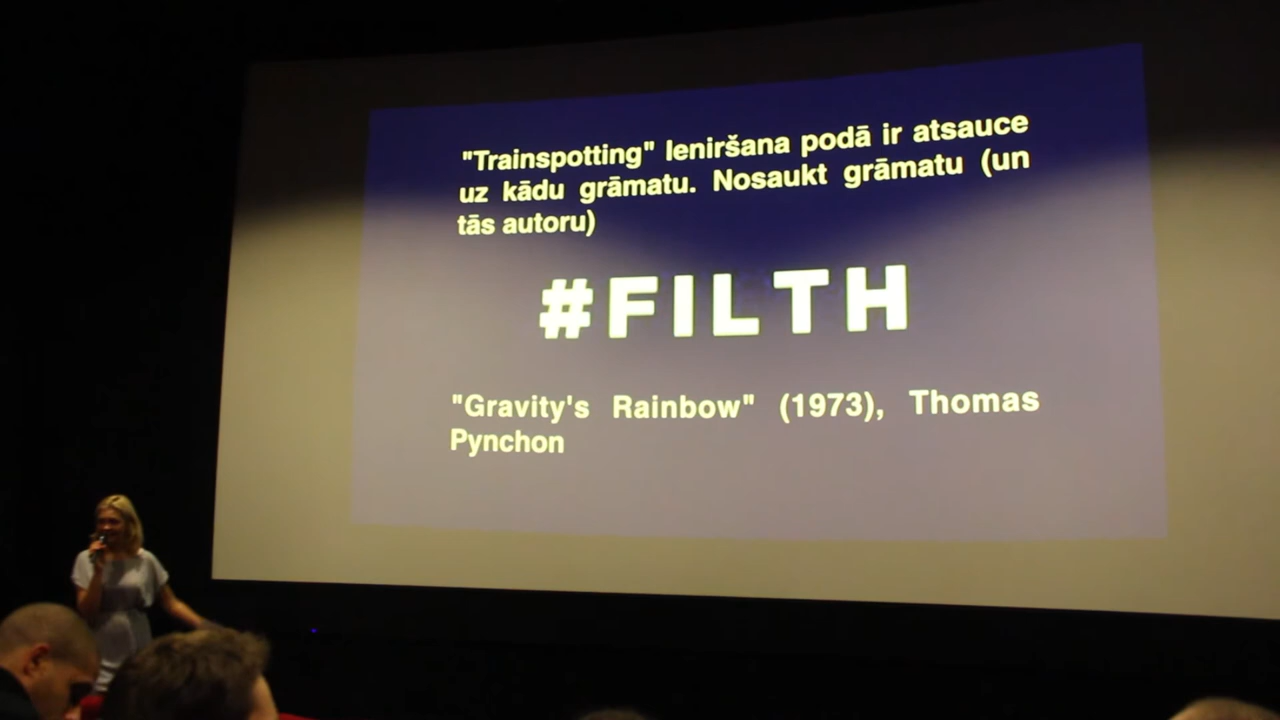 "Trainspotting" Ieniršana podā ir atsauce
uz kādu grāmatu. Nosaukt grāmatu (un
tās autoru)
#FILTH
"Gravity's Rainbow" (1973), Thomas
Pynchon